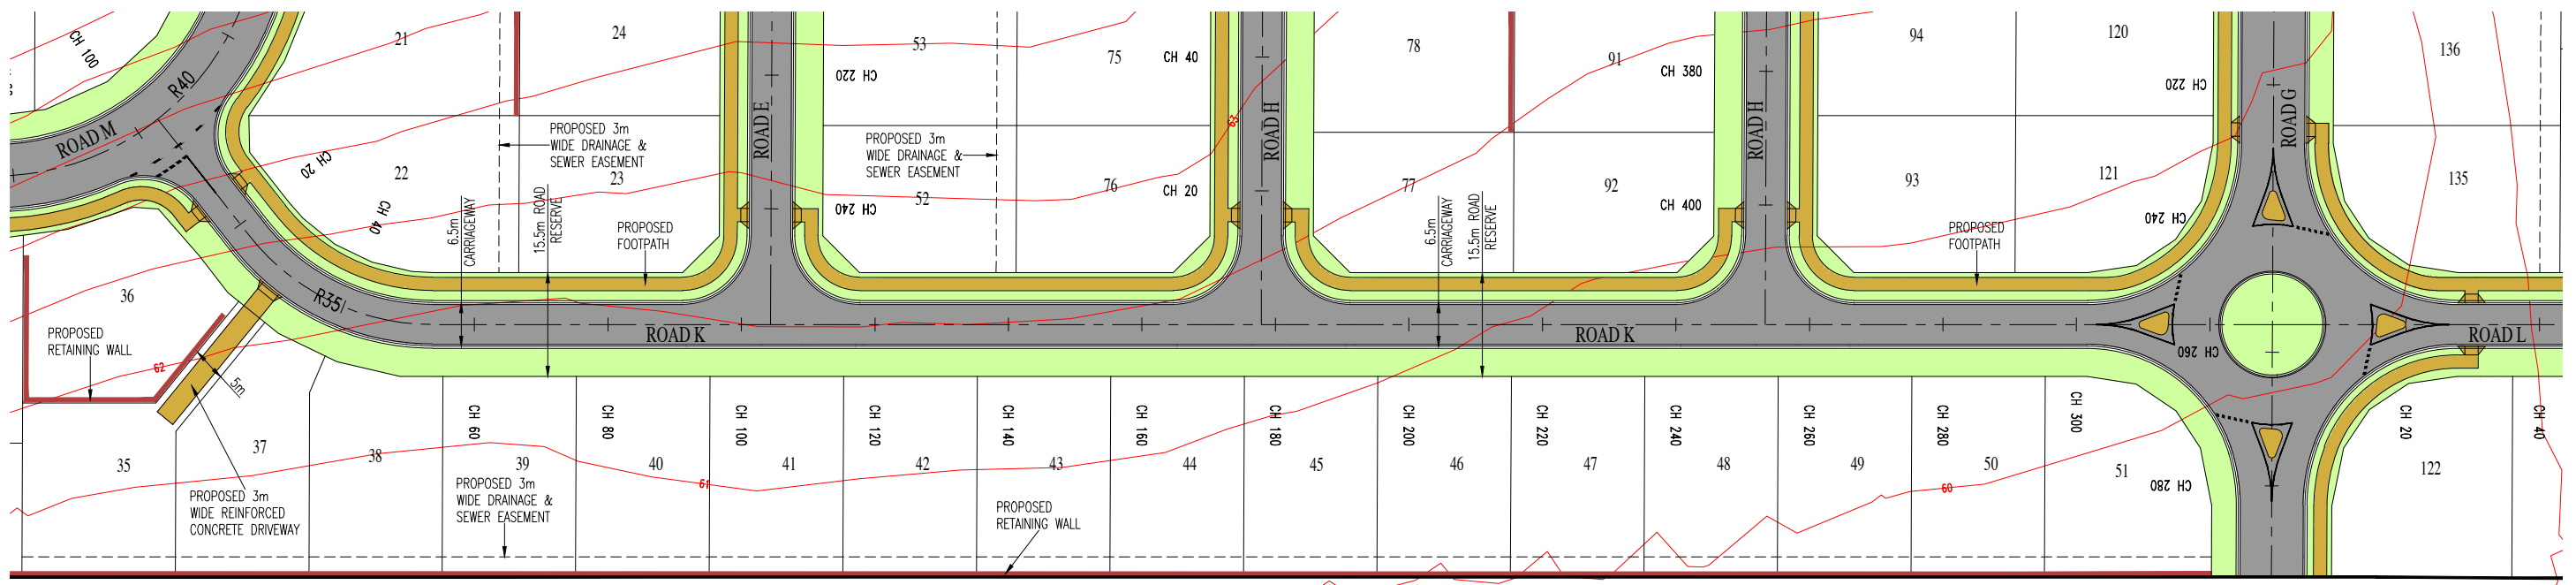 CH 100
R40
ROAD M
21
24
53
75
CH 40
78
91
CH 380
94
120
136
CH 220
CH 220
ROAD E
ROAD H
ROAD H
ROAD G
PROPOSED 3m
WIDE DRAINAGE &
SEWER EASEMENT
PROPOSED 3m
WIDE DRAINAGE &
SEWER EASEMENT
63
CH 20
CH 40
22
23
52
76
CH 20
77
92
CH 400
93
121
135
CH 240
CH 240
6.5m
CARRIAGEWAY
15.5m ROAD
RESERVE
PROPOSED
FOOTPATH
6.5m
CARRIAGEWAY
15.5m ROAD
RESERVE
PROPOSED
FOOTPATH
36
R35
PROPOSED
RETAINING WALL
62
5m
ROAD K
ROAD K
ROAD L
CH 260
CH 60
CH 80
CH 100
CH 120
CH 140
CH 160
CH 180
CH 200
CH 220
CH 240
CH 260
CH 280
CH 300
CH 20
CH 40
35
37
38
39
40
41
42
43
44
45
46
47
48
49
50
51
122
61
60
CH 280
PROPOSED 3m
WIDE REINFORCED
CONCRETE DRIVEWAY
PROPOSED 3m
WIDE DRAINAGE &
SEWER EASEMENT
PROPOSED
RETAINING WALL